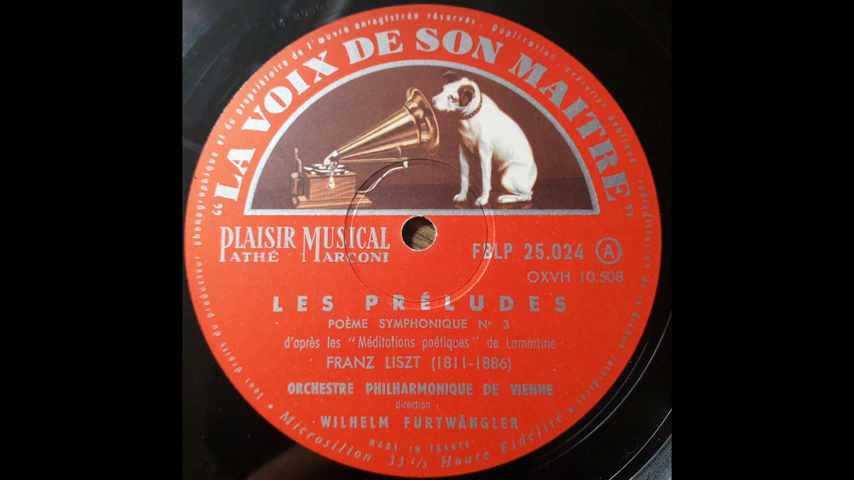 de l'œuvre enregistrée réservés - Duplication, exécution publique
"LA VOIX DE SON MAITRE"
PLAISIR MUSICAL
PATHÉ MARCONI
FBLP 25.024 A
OXVH 10.508
LES PRÉLUDES
POÈME SYMPHONIQUE N° 3
d'après les "Méditations poétiques" de Lamartine
FRANZ LISZT (1811-1886)
ORCHESTRE PHILHARMONIQUE DE VIENNE
direction :
WILHELM FURTWÄNGLER
MADE IN FRANCE
Microsillon 33 1/3 Haute Fidélité
Tous droits du producteur phonographique et du propriétaire